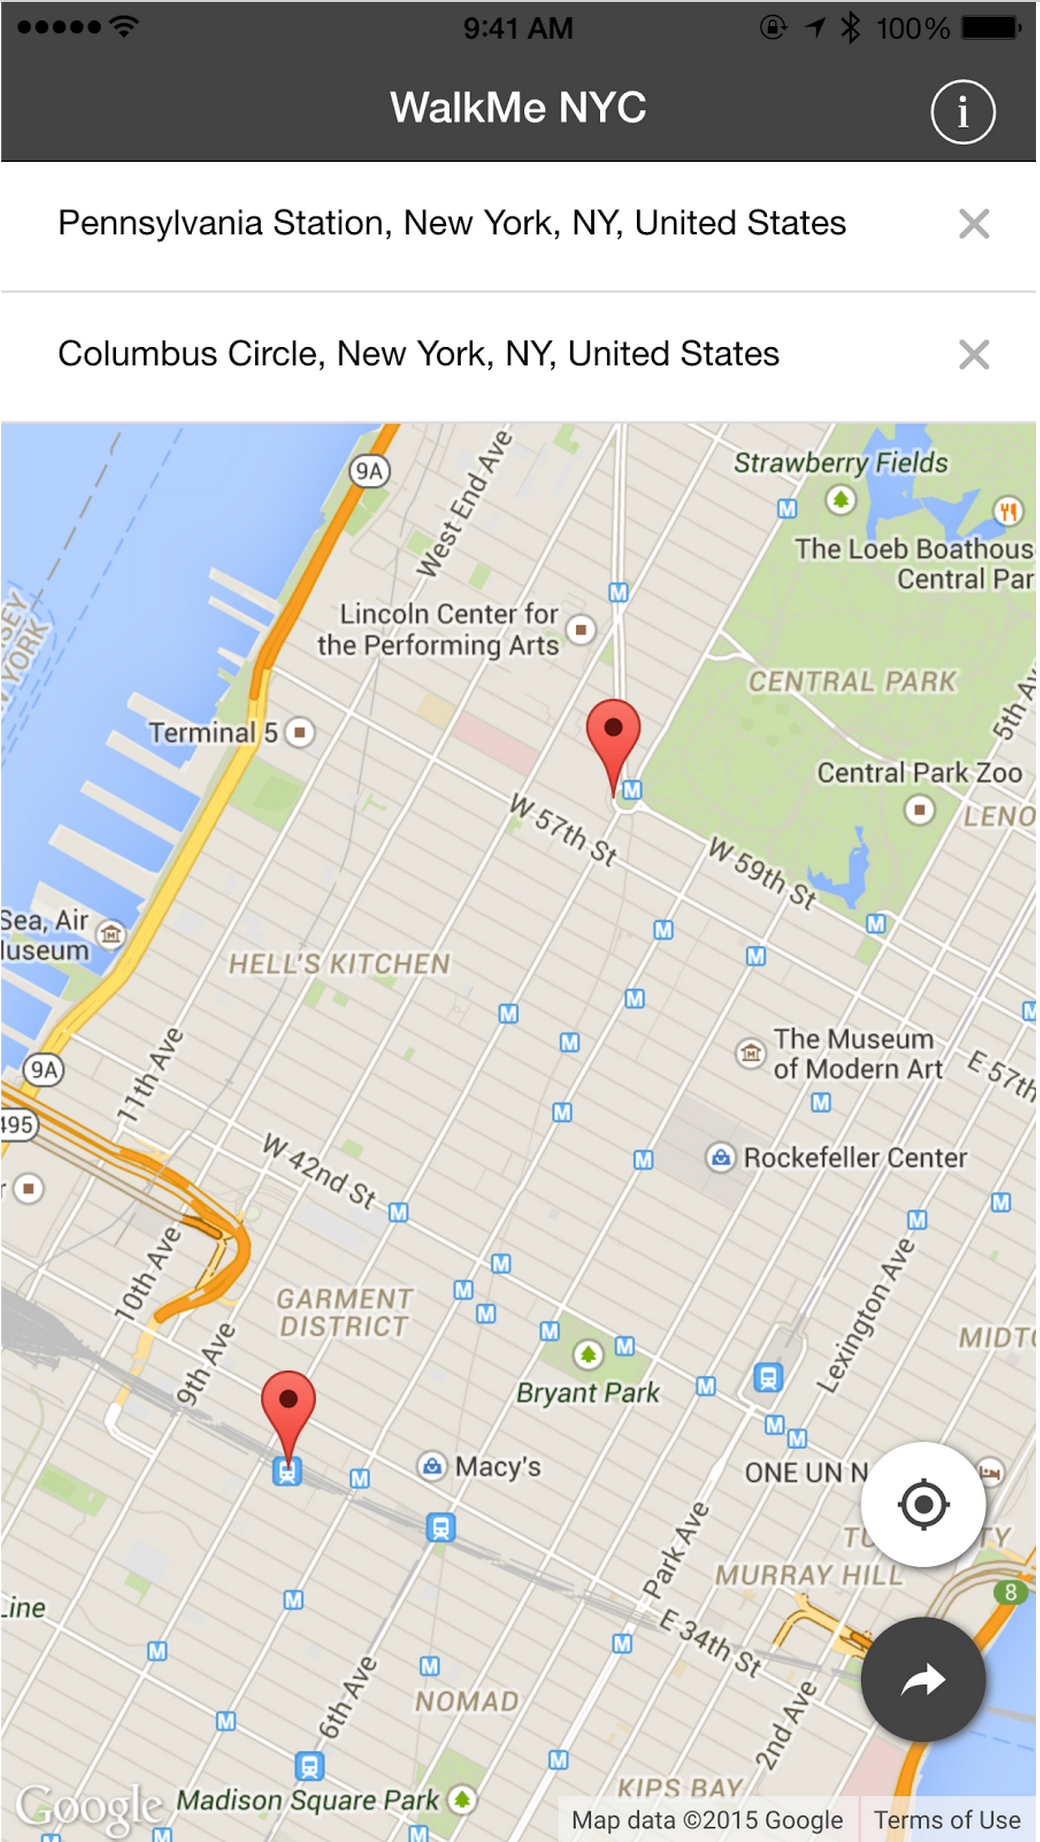 9:41 AM
100%
WalkMe NYC
i
Pennsylvania Station, New York, NY, United States
Columbus Circle, New York, NY, United States
9A
West End Ave
Strawberry Fields
M
The Loeb Boathous
Central Par
SEY
YORK
M
Lincoln Center for
the Performing Arts
CENTRAL PARK
5th Av
Terminal 5
Central Park Zoo
M
LENO
W 57th St
W 59th St
Sea, Air
Museum
M
M
M
HELL'S KITCHEN
M
M
M
M
The Museum
of Modern Art
E 57th
9A
11th Ave
M
M
495
W 42nd St
M
Rockefeller Center
r
M
M
M
10th Ave
Lexington Ave
M
GARMENT
DISTRICT
M
M
M
M
MIDTO
9th Ave
Bryant Park
M
M
M
Macy's
M
ONE UN N
Park Ave
TU
TY
MURRAY HILL
8
Line
M
E 34th St
M
M
M
6th Ave
NOMAD
2nd Ave
M
M
KIPS BAY
Google
Madison Square Park
Map data ©2015 Google
Terms of Use
M
M
M